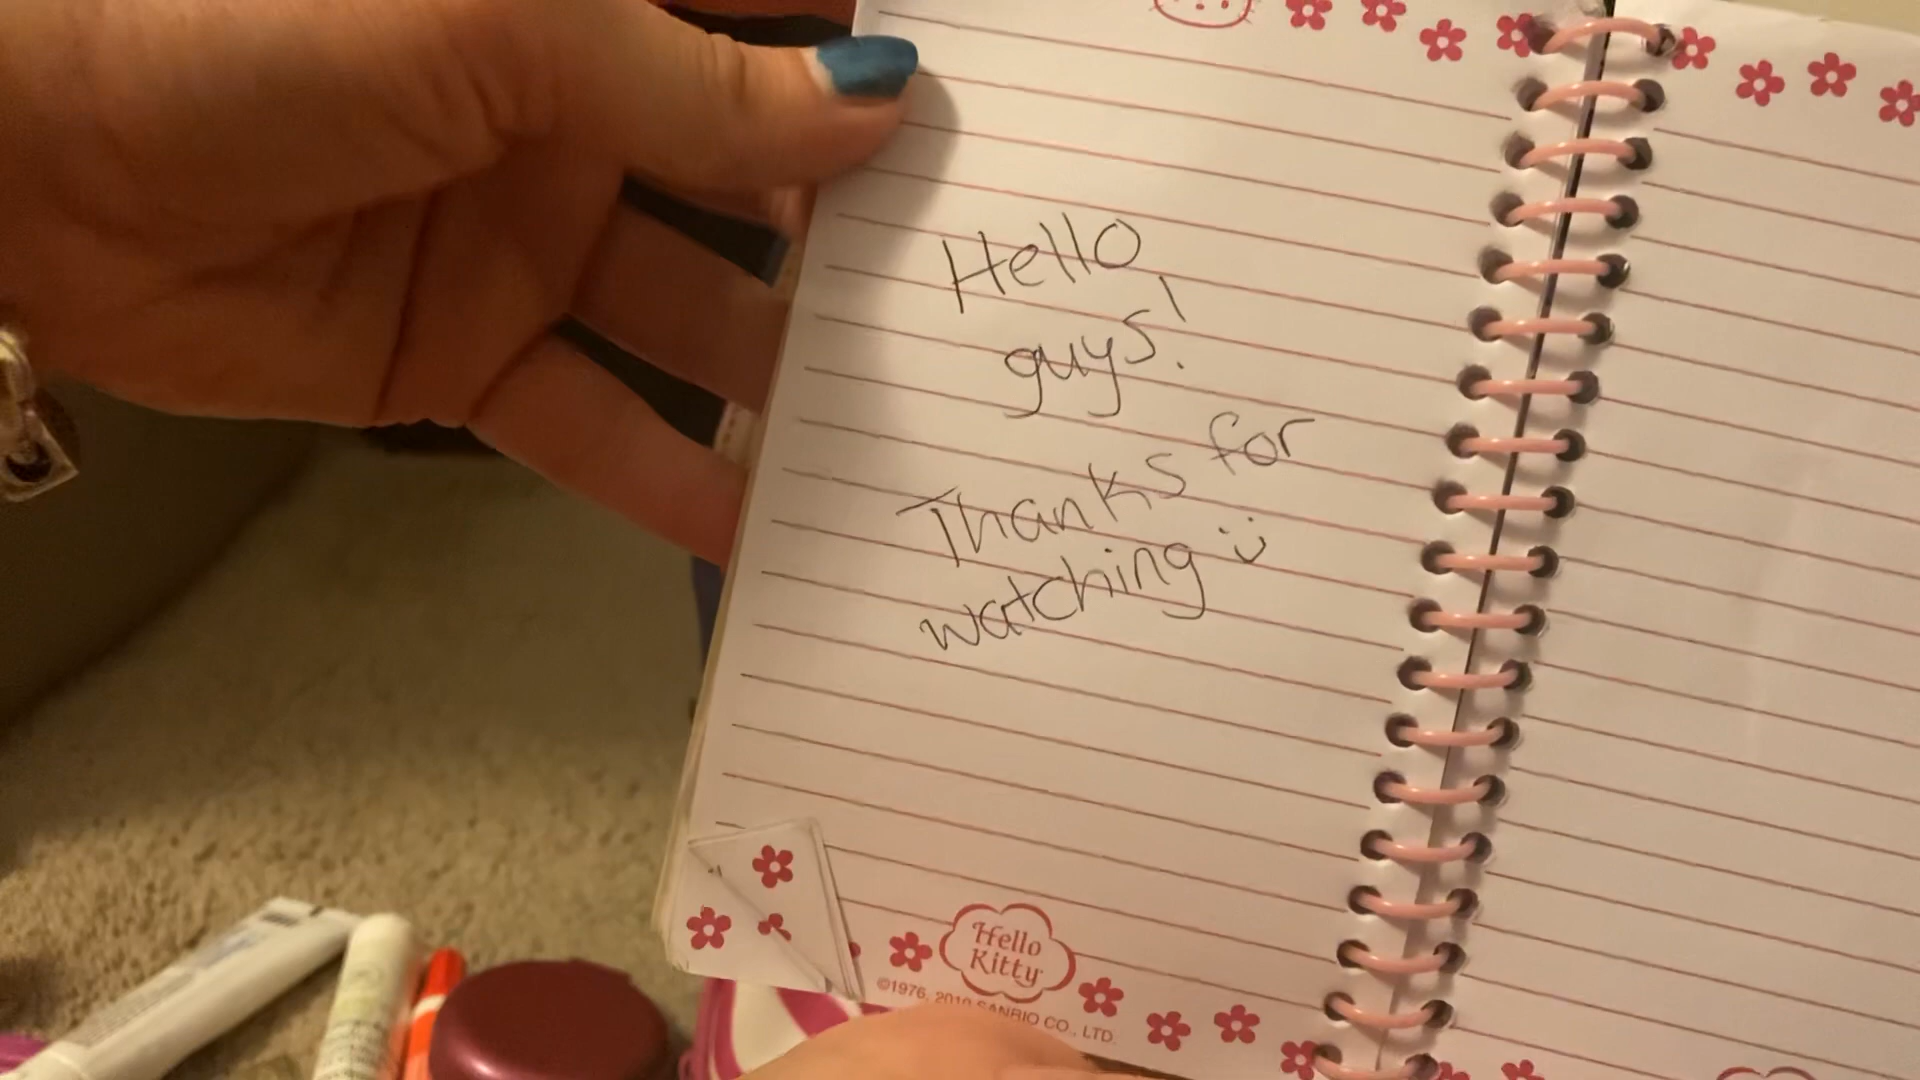 Hello
guys!
Thanks for
watching :)
Hello
Kitty
©1976, 2010 SANRIO CO., LTD.